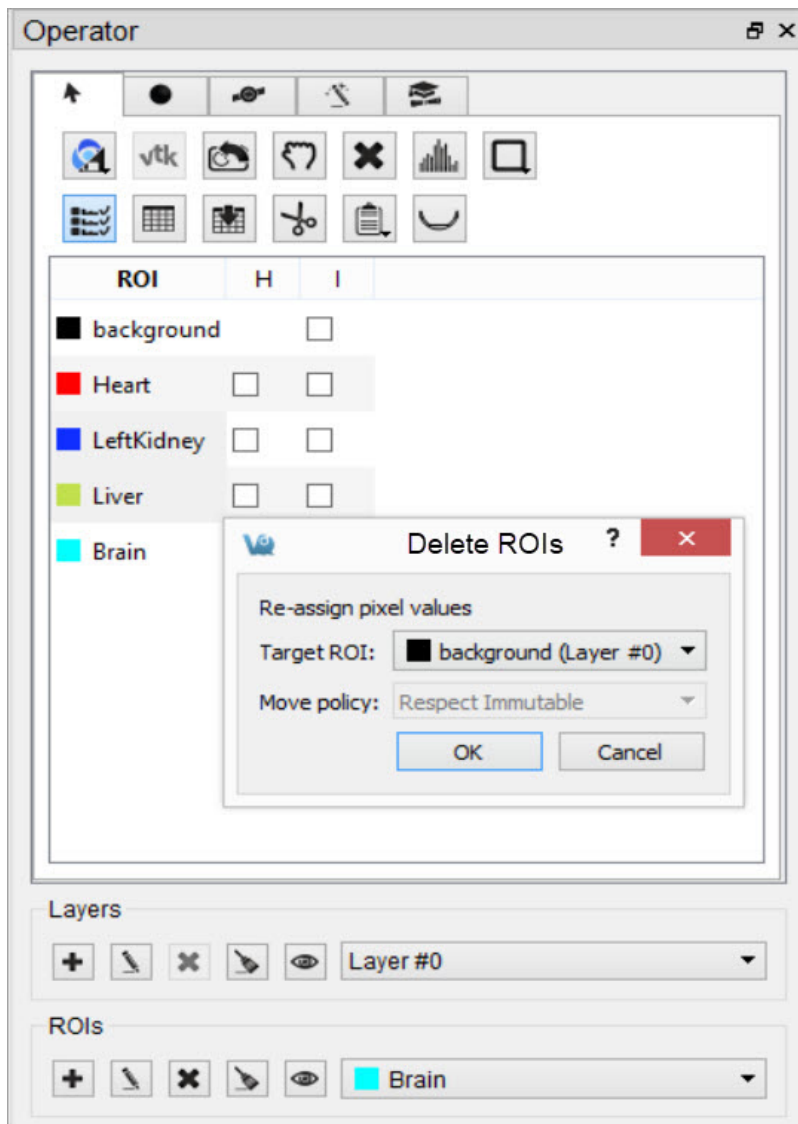 Operator
vtk
ROI H I
background
Heart
LeftKidney
Liver
Brain
Delete ROIs ?
Re-assign pixel values
Target ROI: background (Layer #0)
Move policy: Respect Immutable
OK Cancel
Layers
Layer #0
ROIs
Brain